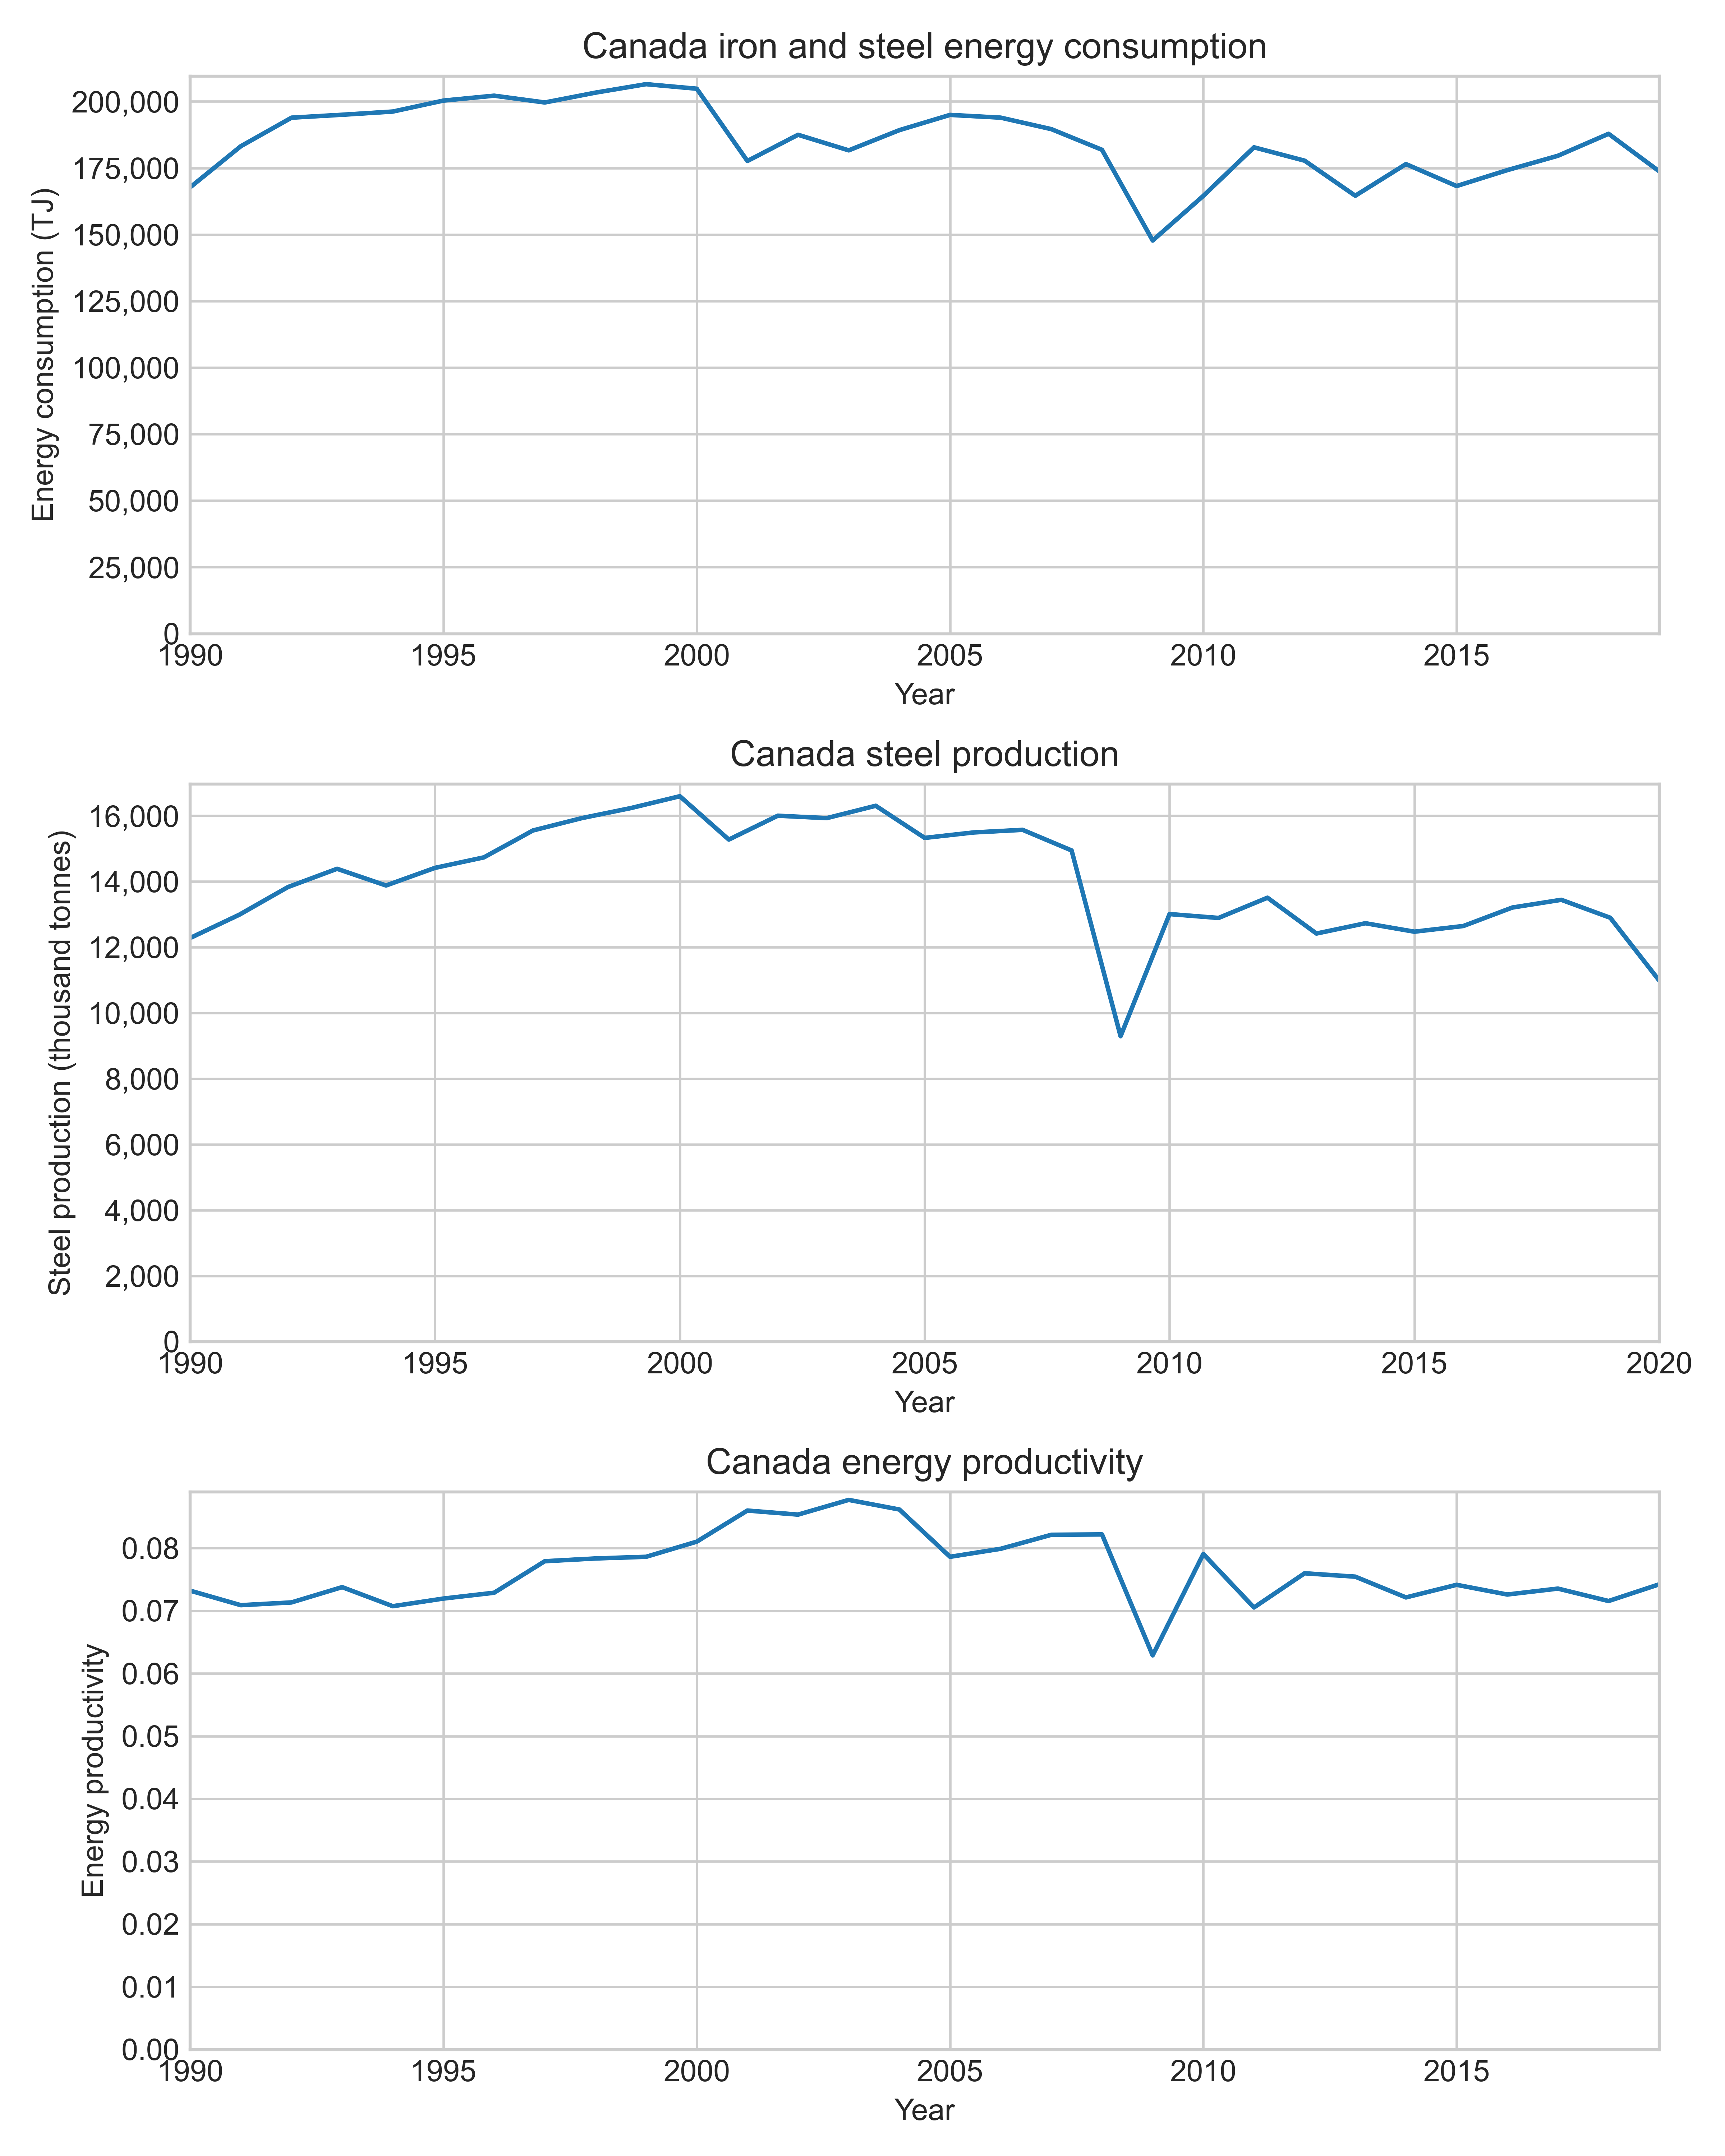 Canada iron and steel energy consumption
Energy consumption (TJ)
200,000
175,000
150,000
125,000
100,000
75,000
50,000
25,000
0
1990 1995 2000 2005 2010 2015
Year
Canada steel production
Steel production (thousand tonnes)
16,000
14,000
12,000
10,000
8,000
6,000
4,000
2,000
0
1990 1995 2000 2005 2010 2015 2020
Year
Canada energy productivity
Energy productivity
0.08
0.07
0.06
0.05
0.04
0.03
0.02
0.01
0.00
1990 1995 2000 2005 2010 2015
Year